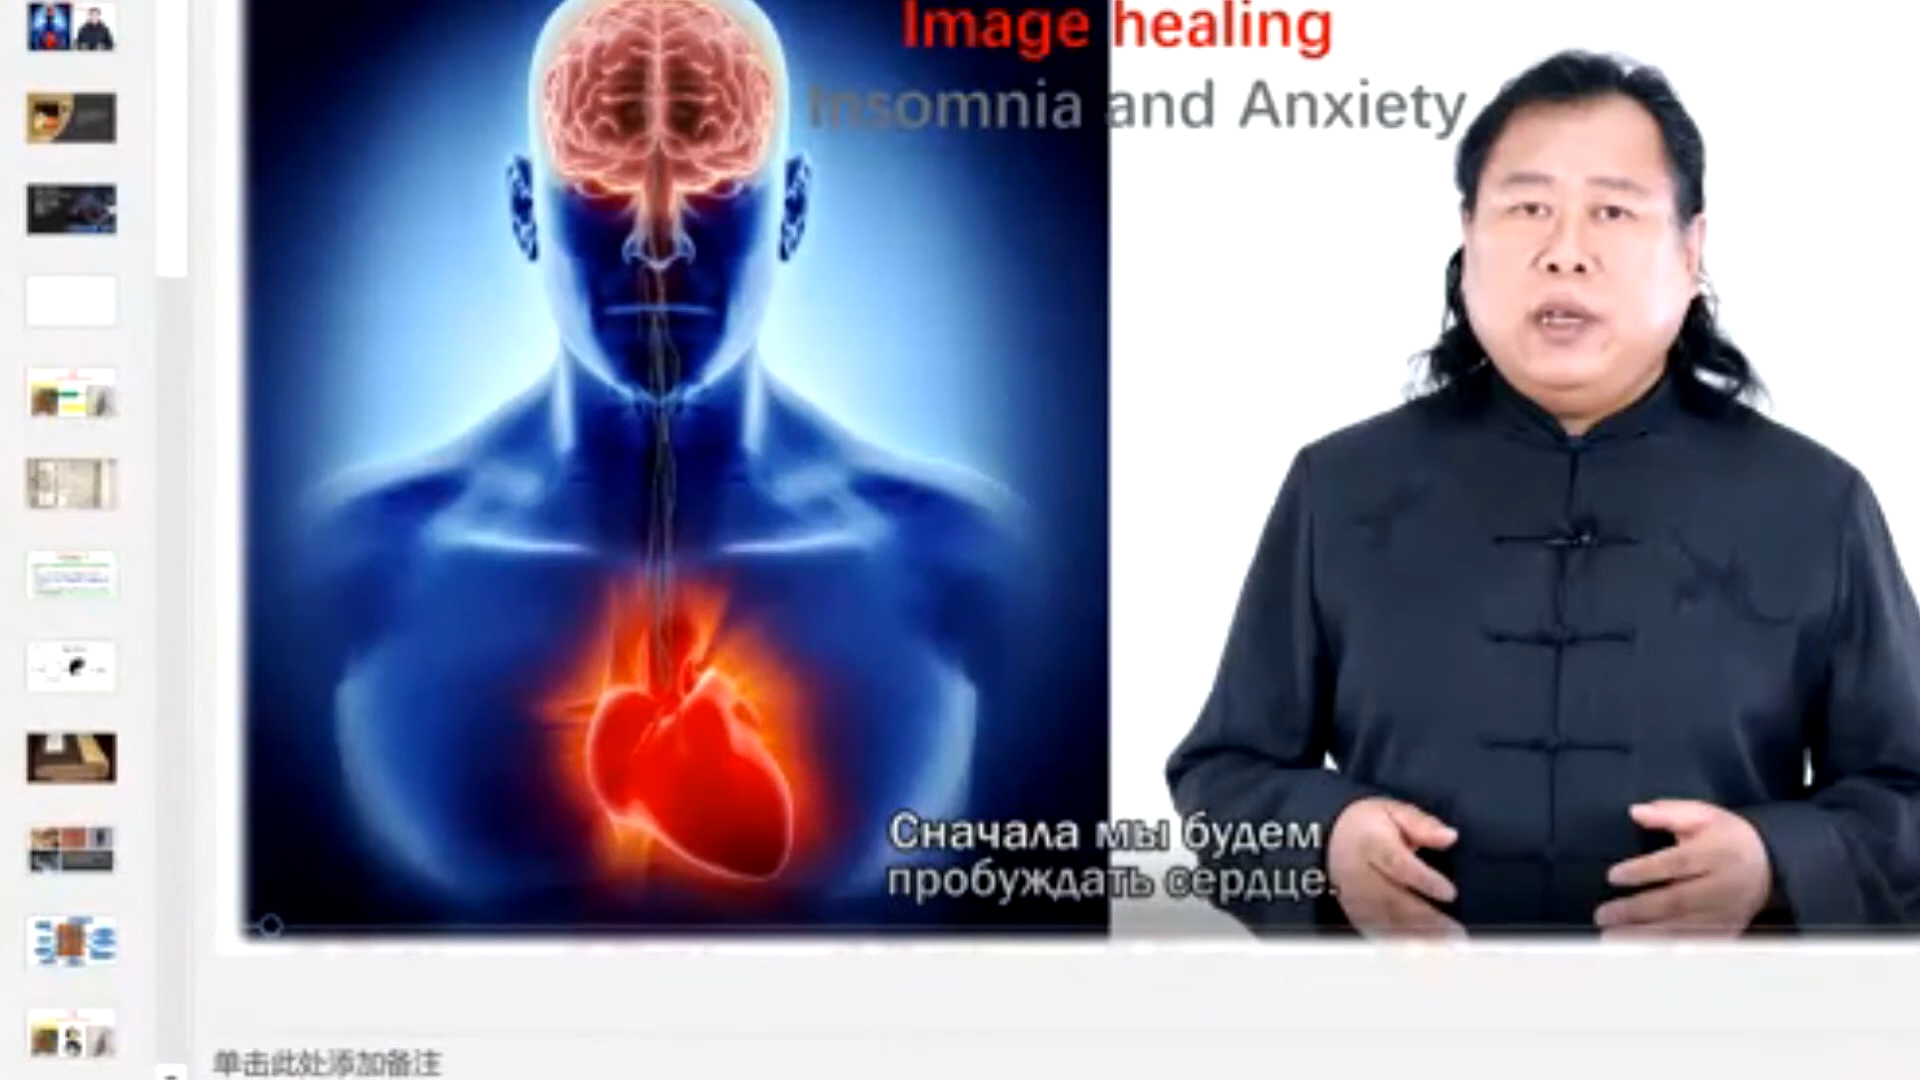 Image healing
Insomnia and Anxiety
Сначала мы будем
пробуждать сердце.
单击此处添加备注